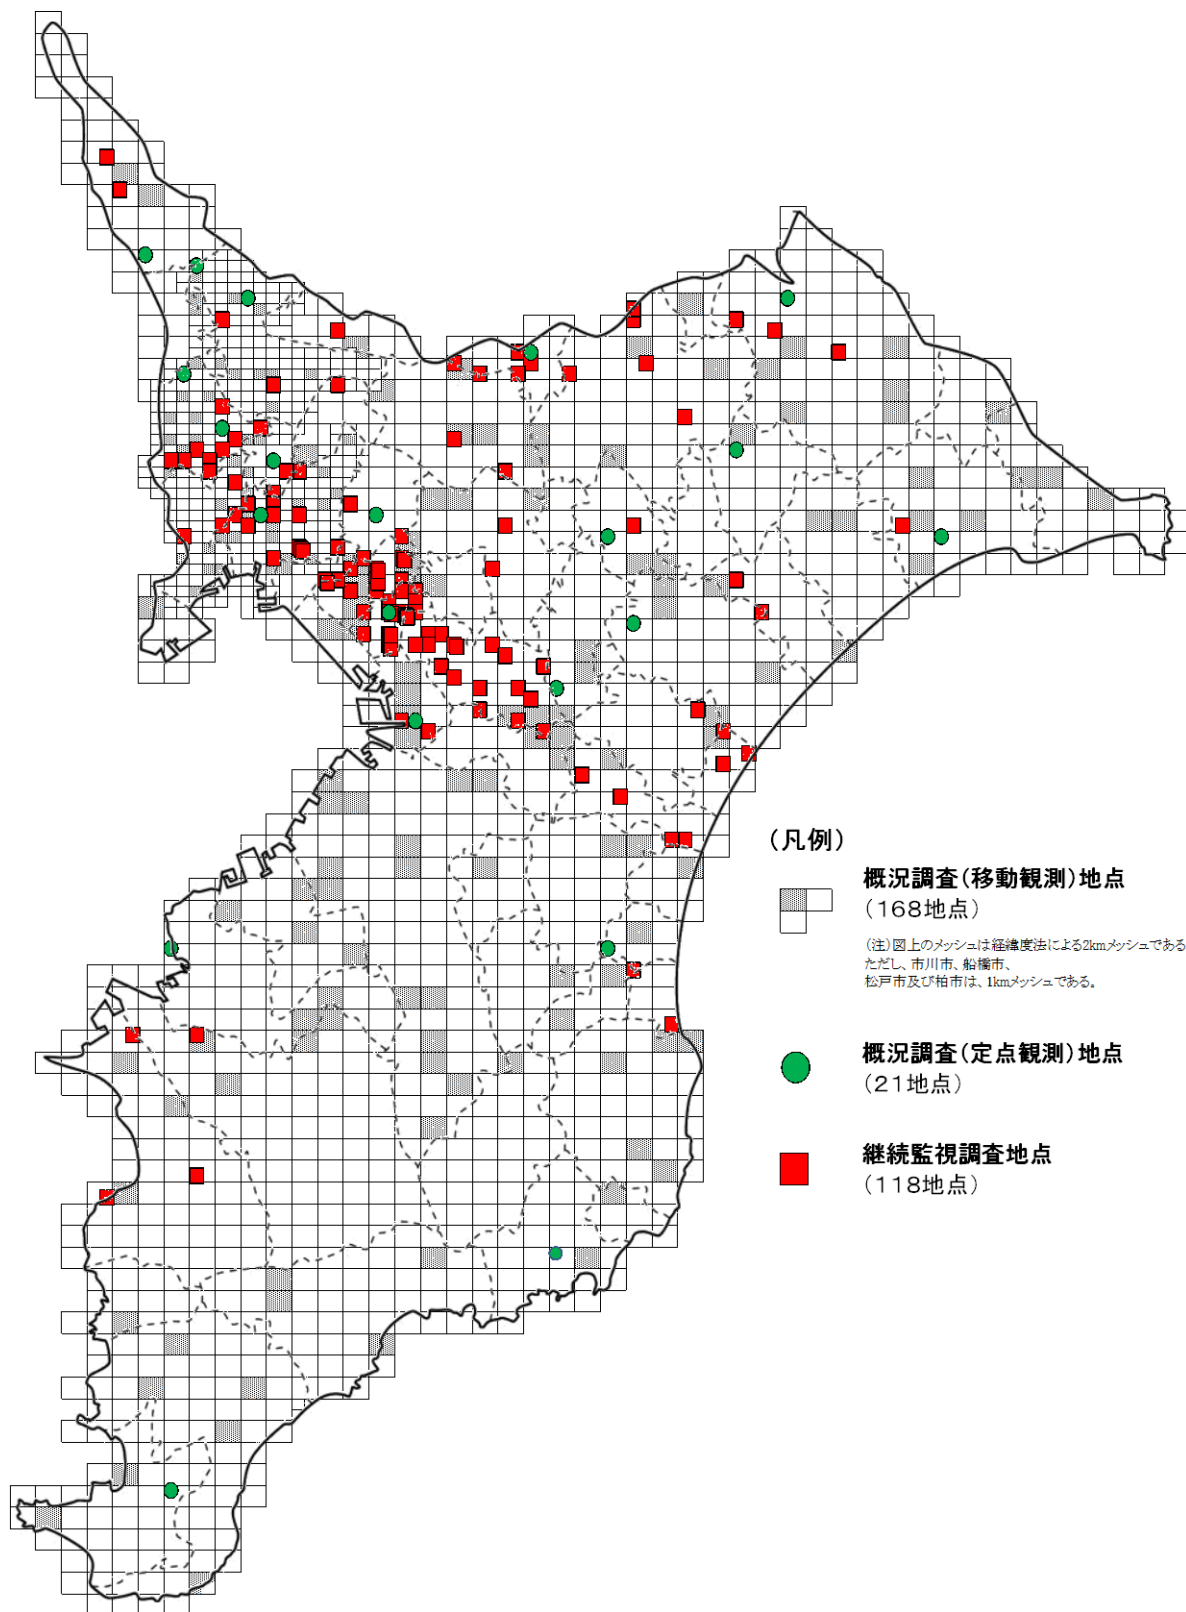 （凡例）
概況調査（移動観測）地点
（168地点）
（注）図上のメッシュは経緯度法による2kmメッシュである
ただし、市川市、船橋市、
松戸市及び柏市は、1kmメッシュである。
概況調査（定点観測）地点
（21地点）
継続監視調査地点
（118地点）